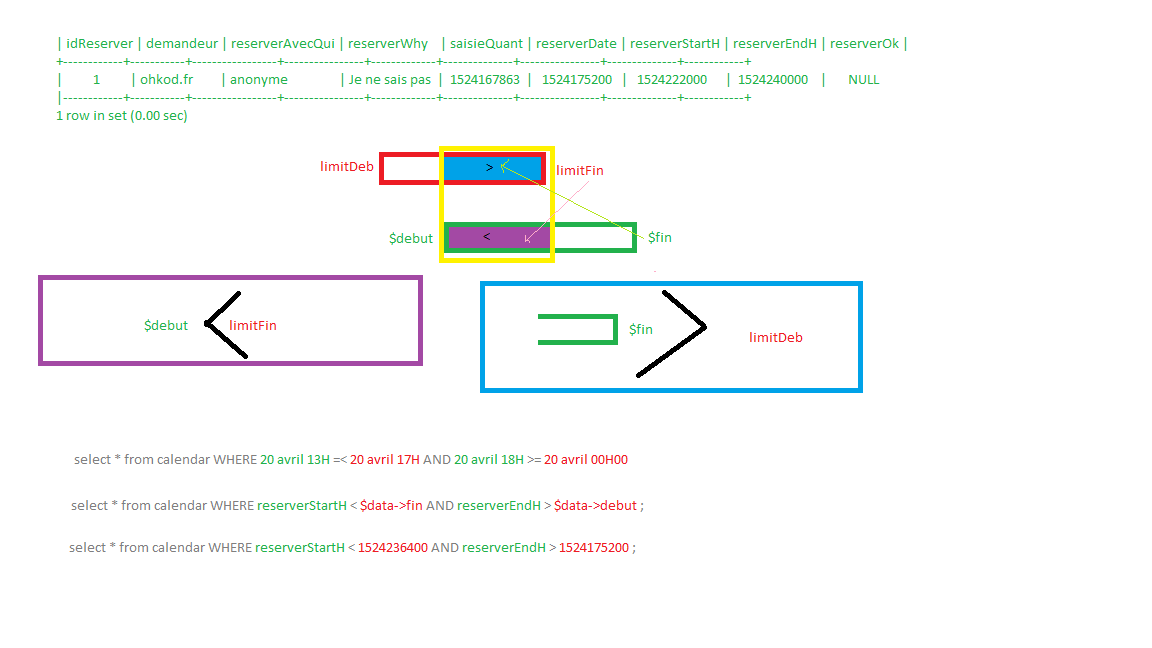 | idReserver | demandeur | reserverAvecQui | reserverWhy | saisieQuant | reserverDate | reserverStartH | reserverEndH | reserverOk |
+------------+-----------+-----------------+---------------+------------+---------------+---------------+-------------+-----------+
| 1 | ohkod.fr | anonyme | Je ne sais pas | 1524167863 | 1524175200 | 1524222000 | 1524240000 | NULL
|------------+-----------+-----------------+---------------+------------+---------------+---------------+-------------+-----------+
1 row in set (0.00 sec)
limitDeb > limitFin
$debut < $fin
$debut < limitFin
$fin > limitDeb
select * from calendar WHERE 20 avril 13H =< 20 avril 17H AND 20 avril 18H >= 20 avril 00H00
select * from calendar WHERE reserverStartH < $data->fin AND reserverEndH > $data->debut ;
select * from calendar WHERE reserverStartH < 1524236400 AND reserverEndH > 1524175200 ;